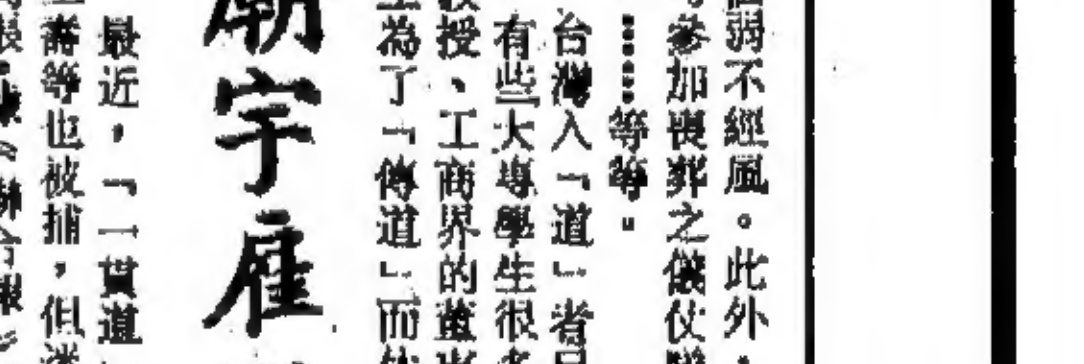 弱不經風。此外，
參加喪葬之儀仗
……等等。
台灣入「道」者
有些大專學生很多
教授、工商界的董事
為了「傳道」而
廟宇雇
最近，「一貫道
等也被捕，但